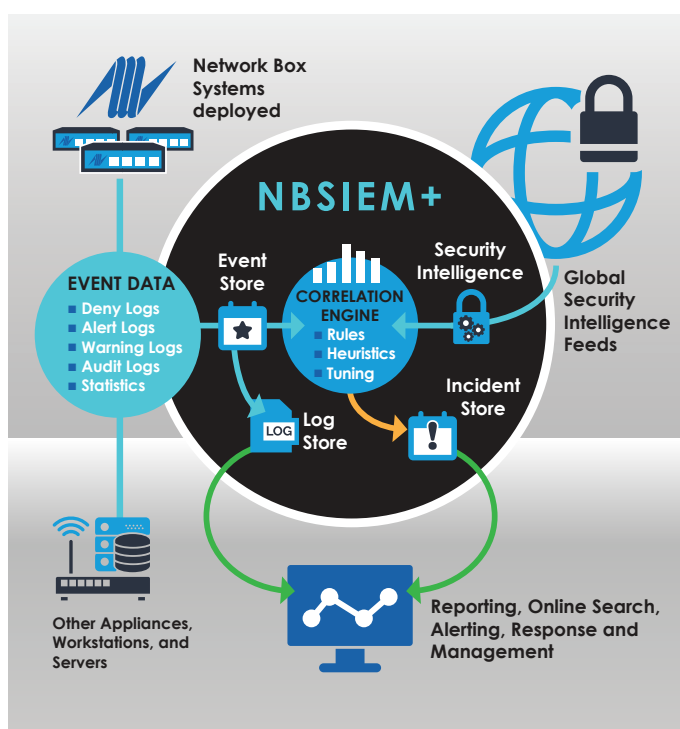 Network Box
Systems
deployed
NBSIEM+
EVENT DATA
Deny Logs
Alert Logs
Warning Logs
Audit Logs
Statistics
Event
Store
CORRELATION
ENGINE
Rules
Heuristics
Tuning
Security
Intelligence
Global
Security
Intelligence
Feeds
LOG
Log
Store
Incident
Store
!
Other Appliances,
Workstations, and
Servers
Reporting, Online Search,
Alerting, Response and
Management